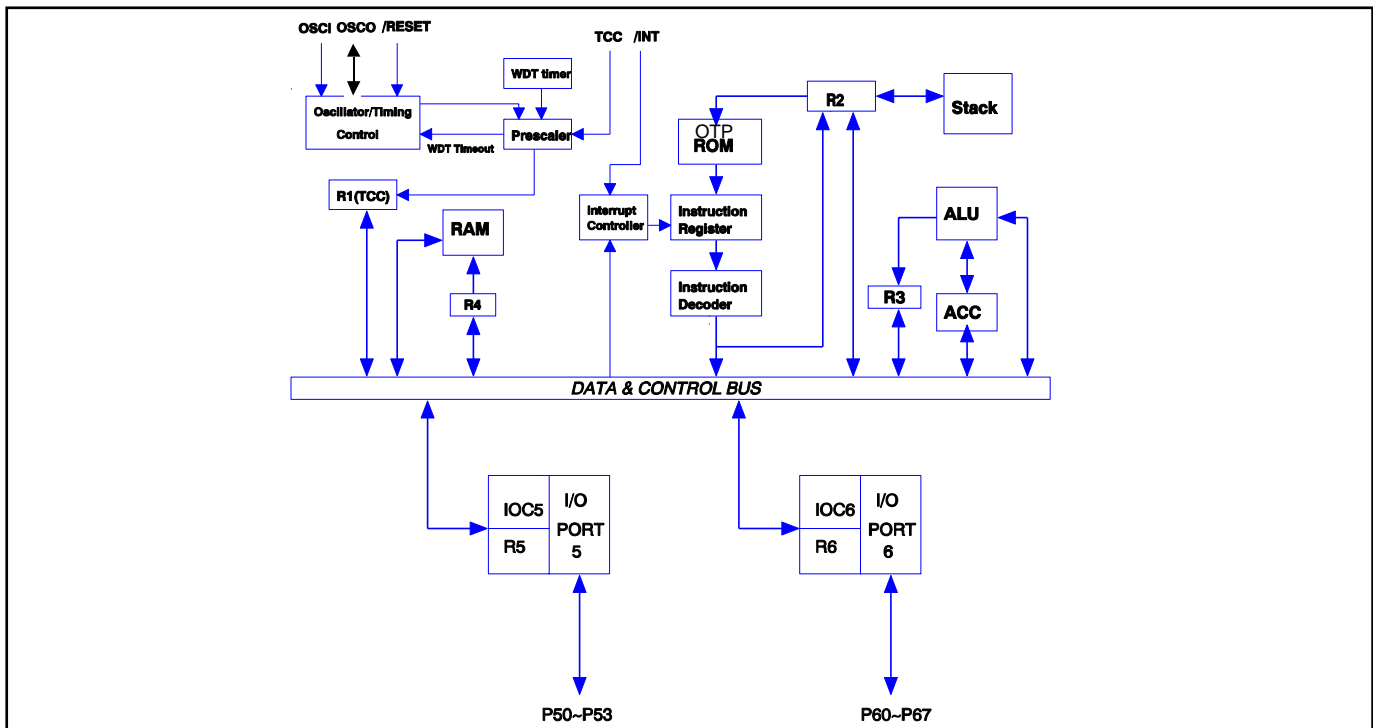 OSCI OSCO /RESET
TCC /INT
WDT timer
Oscillator/Timing
Control
Prescaler
WDT Timeout
R2
Stack
OTP
ROM
R1(TCC)
Interrupt
Controller
Instruction
Register
ALU
RAM
Instruction
Decoder
R4
R3
ACC
DATA & CONTROL BUS
IOC5
R5
I/O
PORT
5
IOC6
R6
I/O
PORT
6
P50~P53
P60~P67